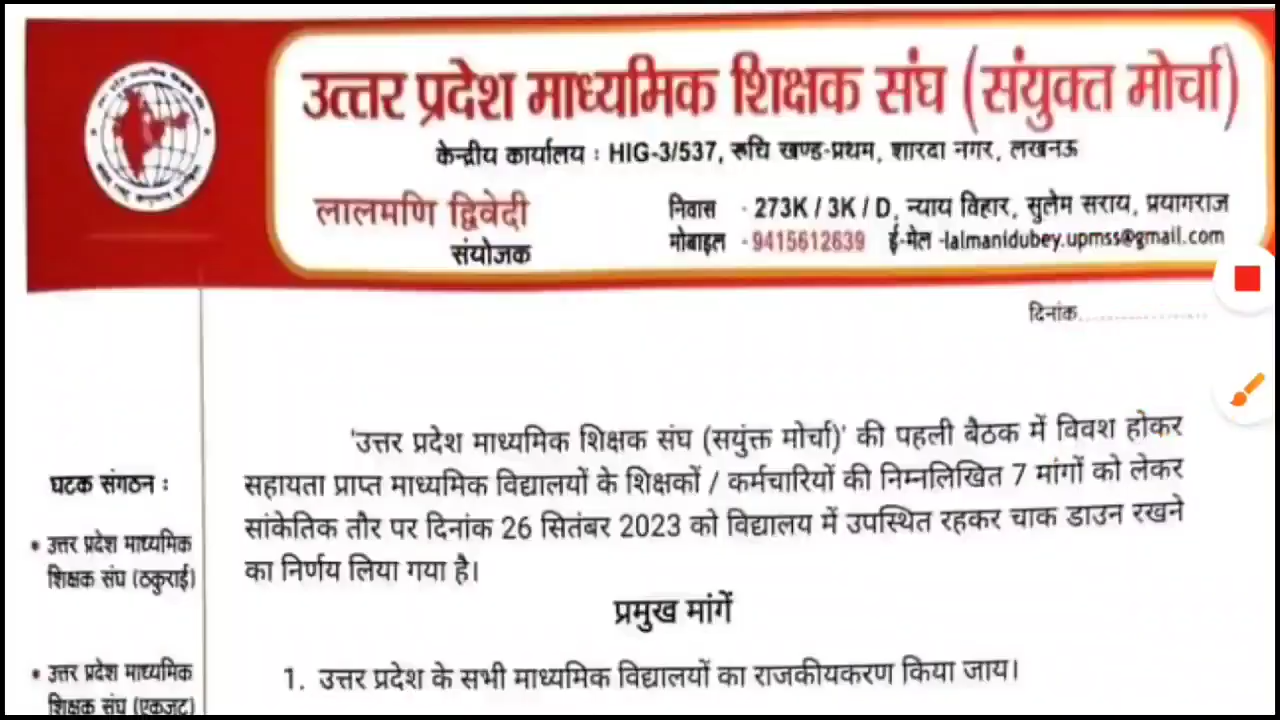 उत्तर प्रदेश माध्यमिक शिक्षक संघ (संयुक्त मोर्चा)
केन्द्रीय कार्यालय : HIG-3/537, रूचि खण्ड-प्रथम, शारदा नगर, लखनऊ
लालमणि द्विवेदी
संयोजक
निवास - 273K / 3K / D, न्याय विहार, सुलेम सराय, प्रयागराज
मोबाइल - 9415612639 ई-मेल -lalmanidubey.upmss@gmail.com
दिनांक....................
'उत्तर प्रदेश माध्यमिक शिक्षक संघ (सयुंक्त मोर्चा)' की पहली बैठक में विवश होकर
सहायता प्राप्त माध्यमिक विद्यालयों के शिक्षकों / कर्मचारियों की निम्नलिखित 7 मांगों को लेकर
सांकेतिक तौर पर दिनांक 26 सितंबर 2023 को विद्यालय में उपस्थित रहकर चाक डाउन रखने
का निर्णय लिया गया है।
प्रमुख मांगें
1. उत्तर प्रदेश के सभी माध्यमिक विद्यालयों का राजकीयकरण किया जाय।
घटक संगठन :
• उत्तर प्रदेश माध्यमिक
शिक्षक संघ (ठकुराई)
• उत्तर प्रदेश माध्यमिक
शिक्षक संघ (एकजुट)